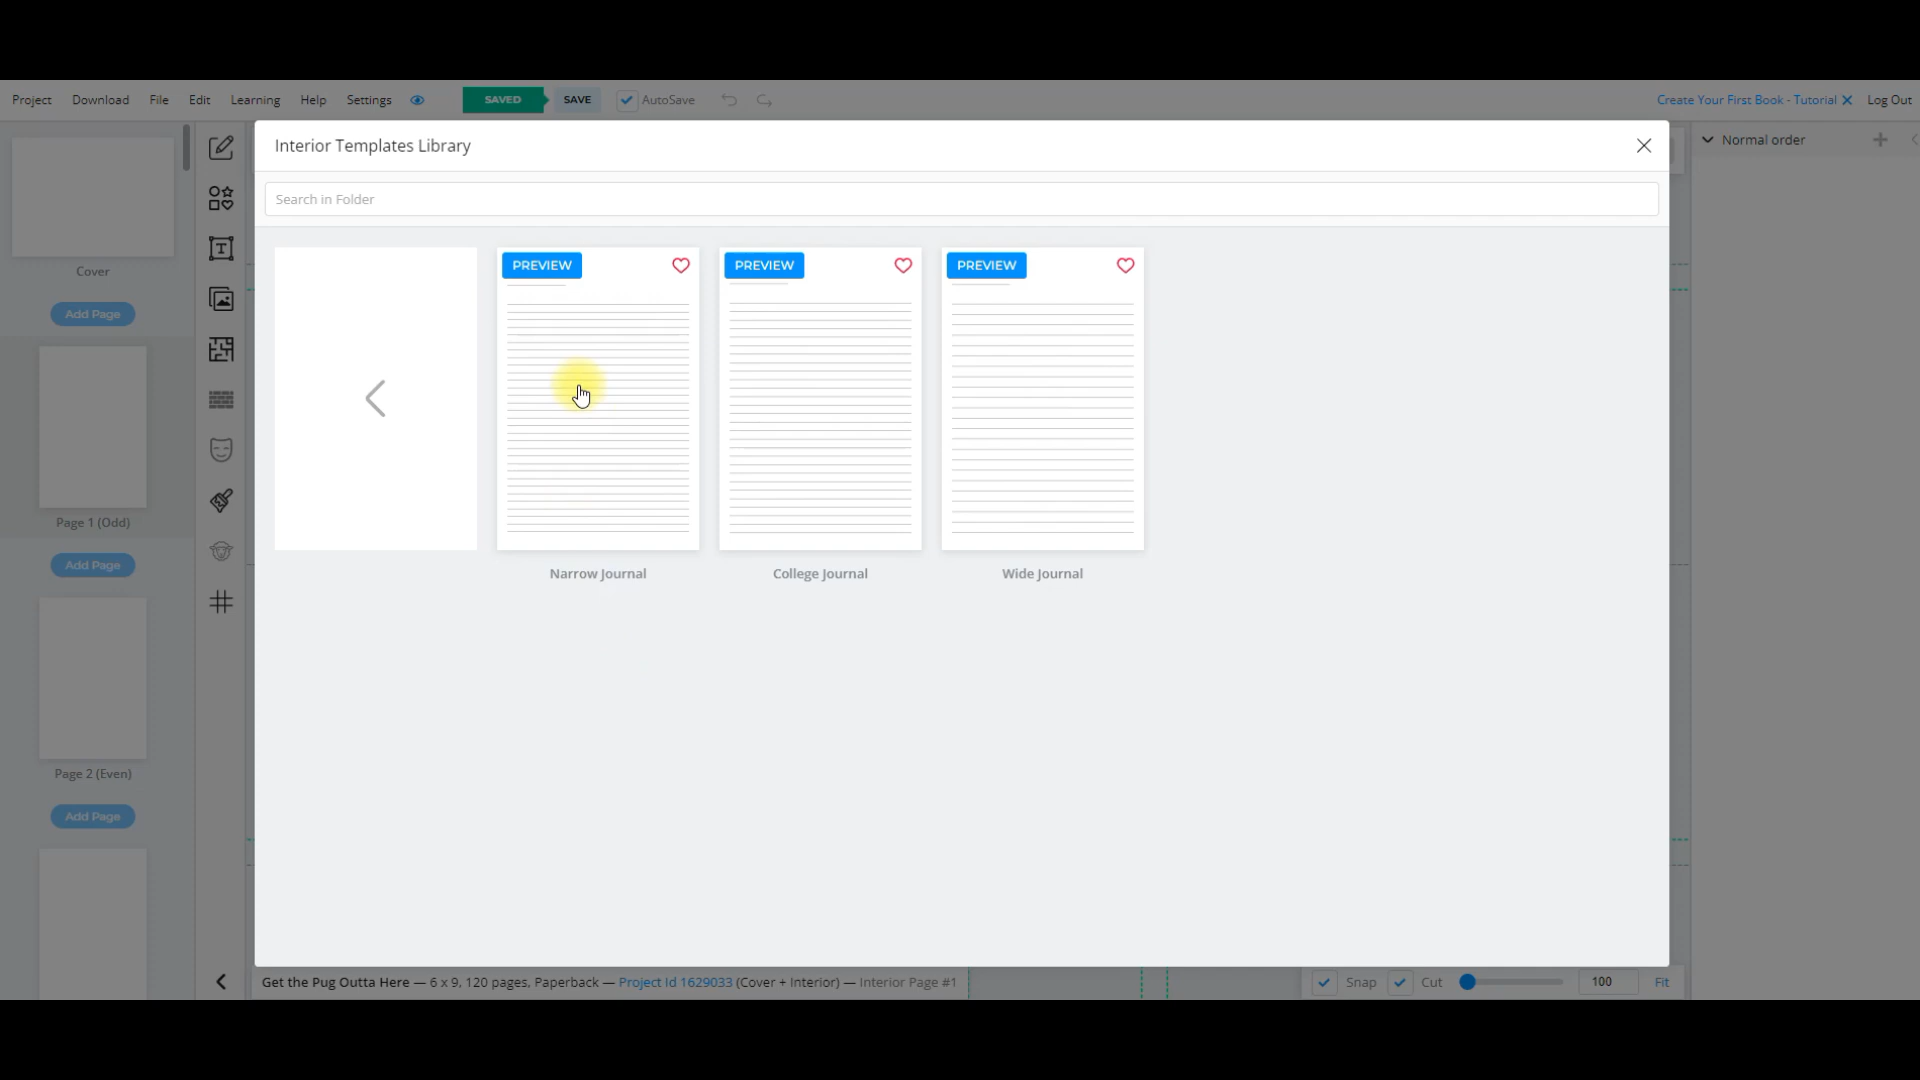 Project Download File Edit Learning Help Settings SAVED SAVE AutoSave Create Your First Book - Tutorial Log Out
Interior Templates Library
Normal order
Search in Folder
PREVIEW PREVIEW PREVIEW
Cover
Add Page
Page 1 (Odd)
Add Page
Narrow Journal College Journal Wide Journal
Page 2 (Even)
Add Page
Get the Pug Outta Here — 6 x 9, 120 pages, Paperback — Project Id 1629033 (Cover + Interior) — Interior Page #1 Snap Cut 100 Fit